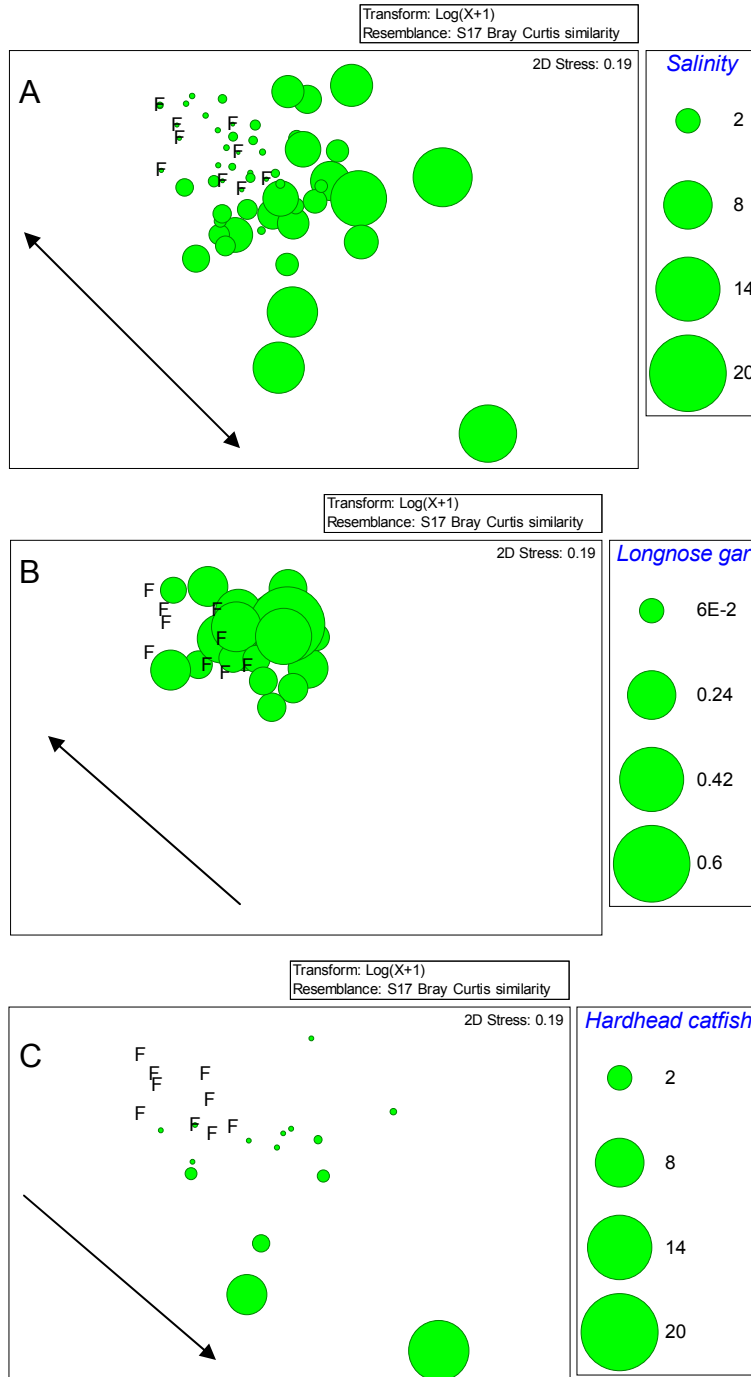 Transform: Log(X+1)
Resemblance: S17 Bray Curtis similarity
A
2D Stress: 0.19
Salinity
F
F
F
F
F
F
F
F
F
2
8
14
20
Transform: Log(X+1)
Resemblance: S17 Bray Curtis similarity
B
2D Stress: 0.19
Longnose gar
F
F
F
F
F
F
F
F
F
6E-2
0.24
0.42
0.6
Transform: Log(X+1)
Resemblance: S17 Bray Curtis similarity
C
2D Stress: 0.19
Hardhead catfish
F
F
F
F
F
F
F
F
F
2
8
14
20